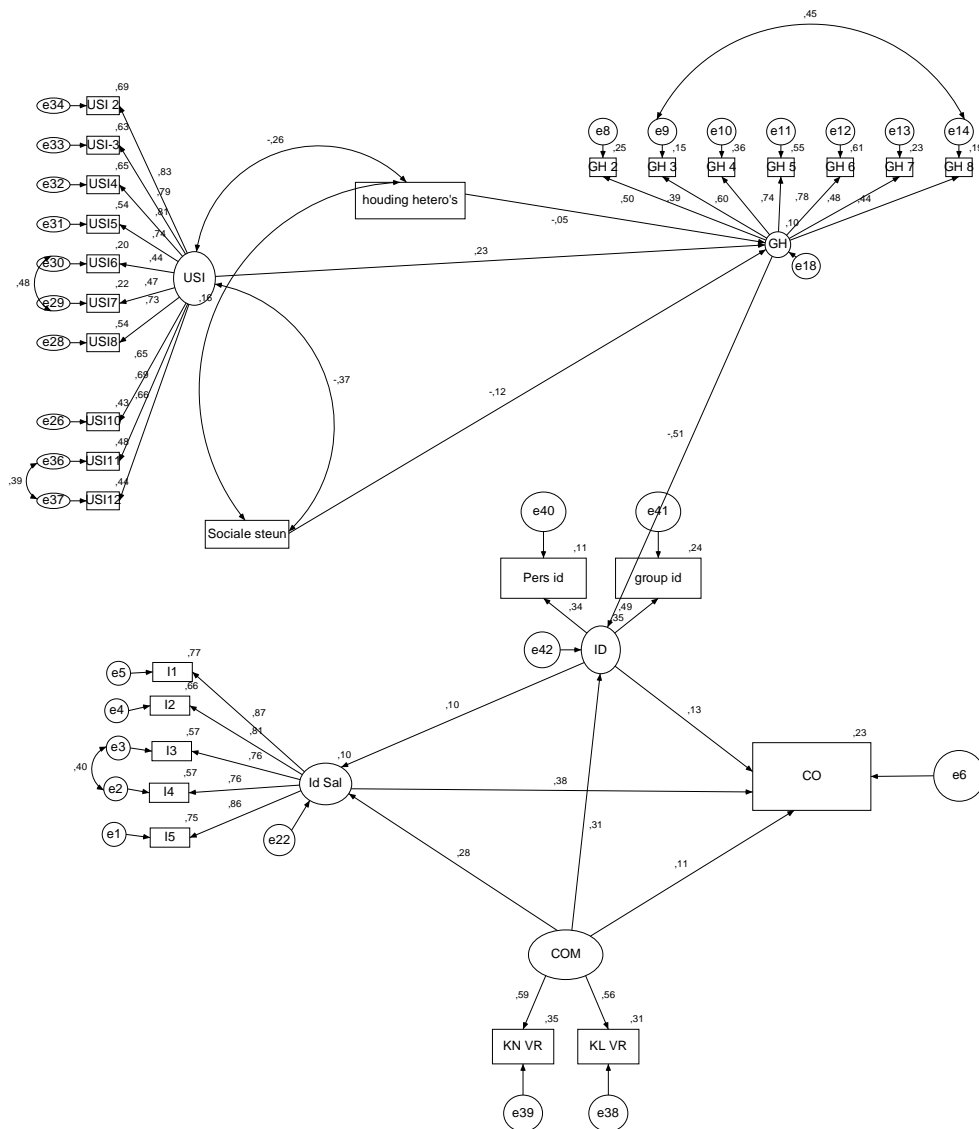 ,45
,69
e34
USI 2
,63
e33
USI-3
,65
e32
USI4
,54
e31
USI5
,20
e30
USI6
,48
,22
e29
USI7
,54
e28
USI8
,43
e26
USI10
,48
e36
USI11
,39
,44
e37
USI12
,83
,79
,81
,74
,44
,47
,73
,65
,69
,66
USI
,16
-,26
houding hetero's
-,05
,23
-,37
-,12
Sociale steun
e8
e9
e10
e11
e12
e13
e14
,25
,15
,36
,55
,61
,23
,19
GH 2
GH 3
GH 4
GH 5
GH 6
GH 7
GH 8
,50
,39
,60
,74
,78
,48
,44
,10
GH
e18
-,51
e40
e41
,11
,24
Pers id
group id
,34
,49
,35
e42
ID
,77
e5
I1
,66
e4
I2
,57
e3
I3
,40
,57
e2
I4
,75
e1
I5
,87
,81
,76
,76
,86
,10
Id Sal
e22
,10
,13
,38
,23
CO
e6
,31
,28
,11
COM
,59
,56
,35
,31
KN VR
KL VR
e39
e38